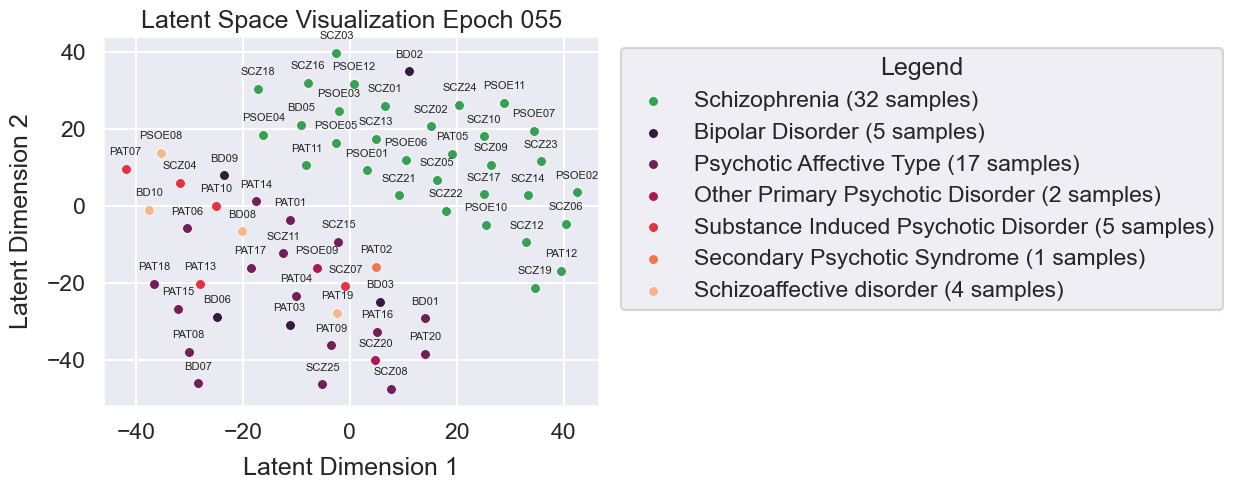 Latent Space Visualization Epoch 055
Latent Dimension 2
40
20
0
−20
−40
SCZ03
BD02
SCZ16 PSOE12
SCZ18
SCZ01 SCZ24 PSOE11
PSOE03
BD05 SCZ02 PSOE07
PSOE04 PSOE05 SCZ13 SCZ10
PSOE08 PSOE06 PAT05 SCZ23
PAT07 PAT11 PSOE01 SCZ09
SCZ04 BD09 SCZ05
PAT10 PAT14 SCZ21 SCZ17 SCZ14 PSOE02
BD10 SCZ22
PAT06 BD08 PAT01 PSOE10 SCZ06
SCZ15 SCZ12
SCZ11
PAT17 PSOE09 PAT02 PAT12
PAT18 PAT13 PAT04 SCZ07 SCZ19
BD03
PAT15 BD06 PAT03 PAT19 BD01
PAT16
PAT08 PAT09 PAT20
SCZ20
BD07 SCZ25 SCZ08
−40 −20 0 20 40
Latent Dimension 1
Legend
Schizophrenia (32 samples)
Bipolar Disorder (5 samples)
Psychotic Affective Type (17 samples)
Other Primary Psychotic Disorder (2 samples)
Substance Induced Psychotic Disorder (5 samples)
Secondary Psychotic Syndrome (1 samples)
Schizoaffective disorder (4 samples)